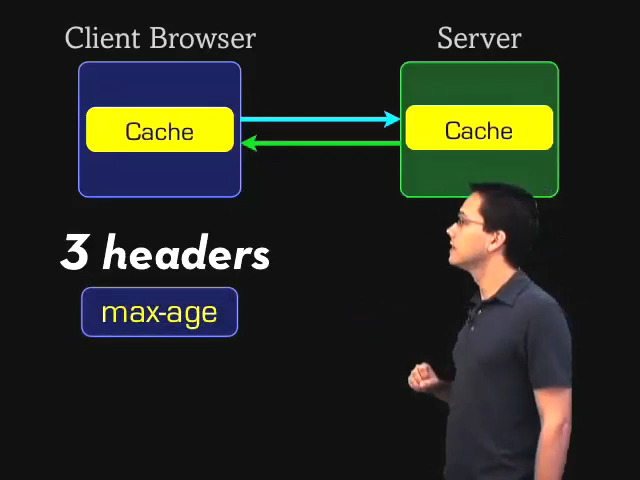 Client Browser
Server
Cache
Cache
3 headers
max-age